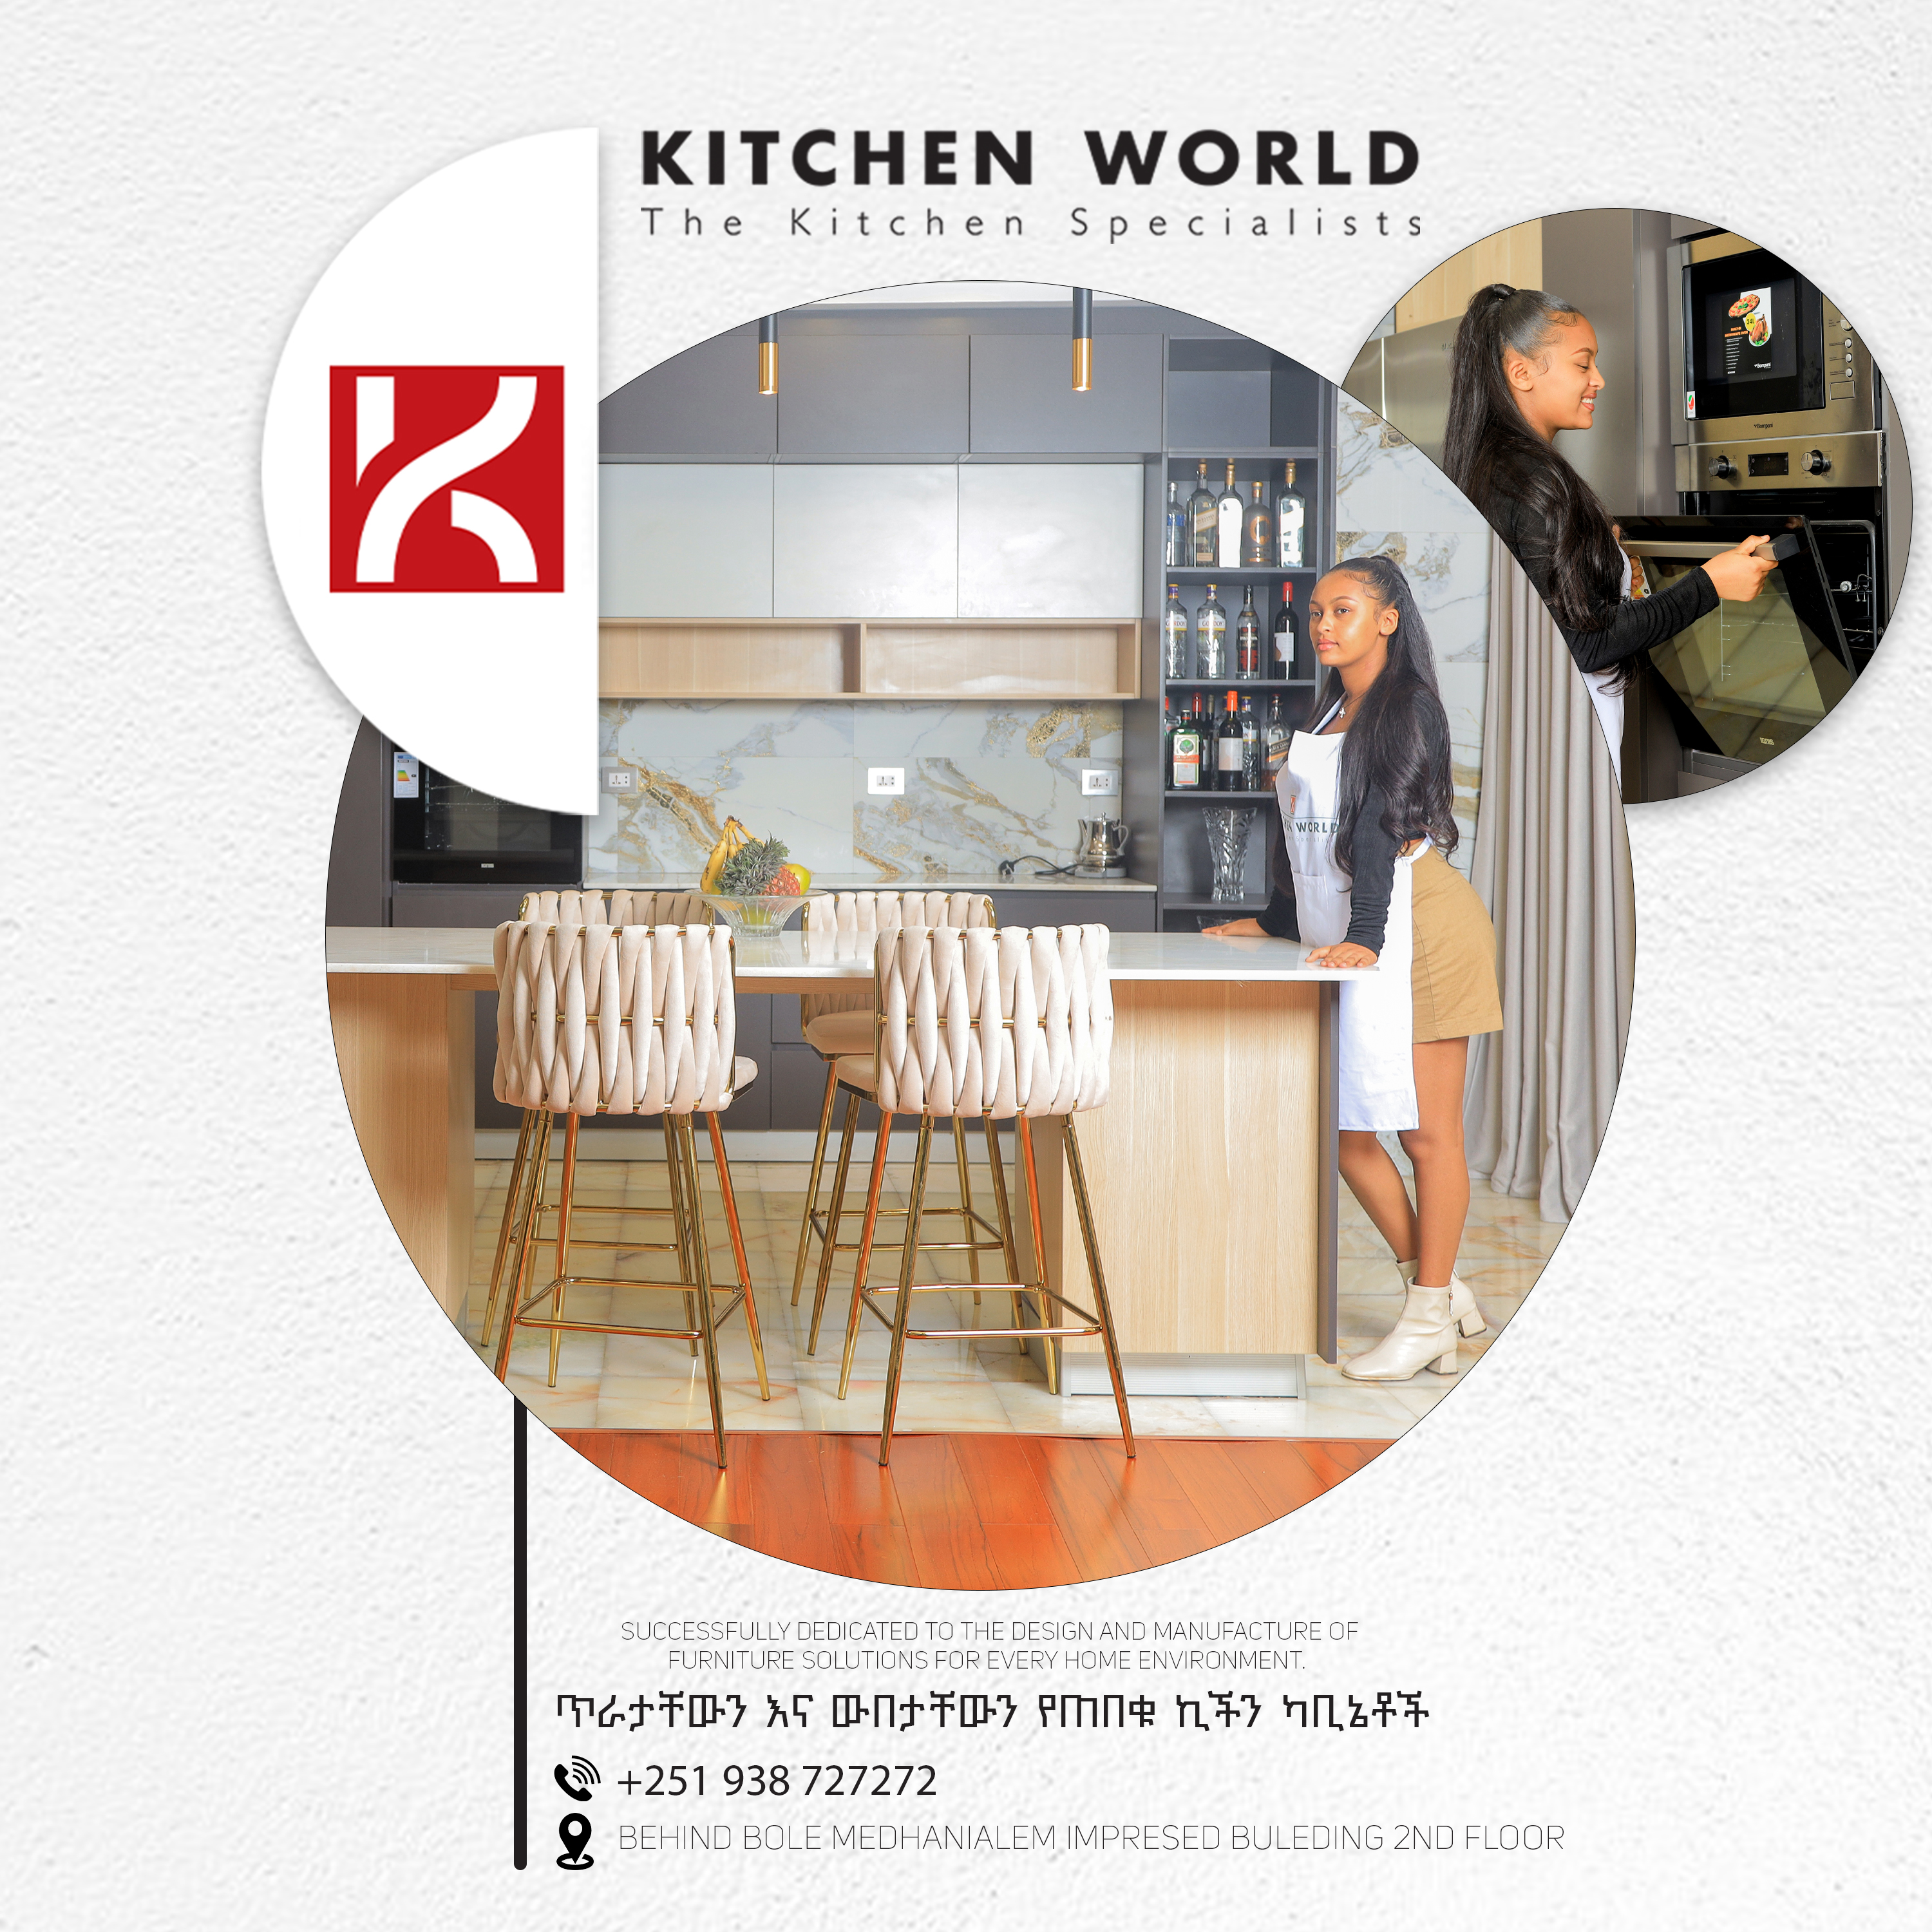 KITCHEN WORLD
The Kitchen Specialists
WORLD
SUCCESSFULLY DEDICATED TO THE DESIGN AND MANUFACTURE OF
FURNITURE SOLUTIONS FOR EVERY HOME ENVIRONMENT.
ጥራታቸውን እና ውበታቸውን የጠበቁ ኪችን ካቢኔቶች
+251 938 727272
BEHIND BOLE MEDHANIALEM IMPRESED BULEDING 2ND FLOOR